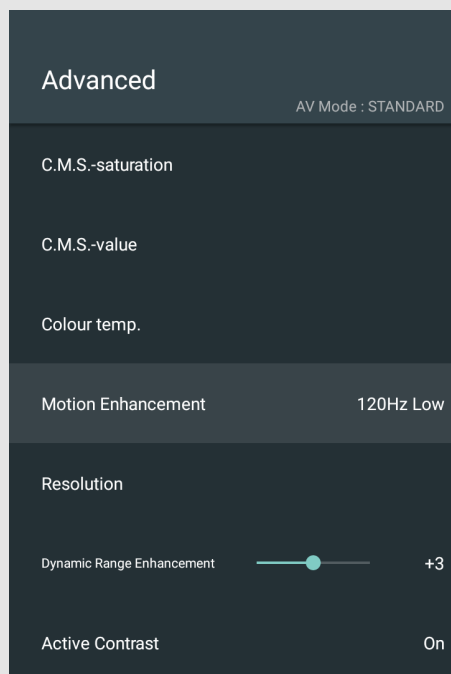 Advanced
AV Mode : STANDARD
C.M.S.-saturation
C.M.S.-value
Colour temp.
Motion Enhancement 120Hz Low
Resolution
Dynamic Range Enhancement +3
Active Contrast On